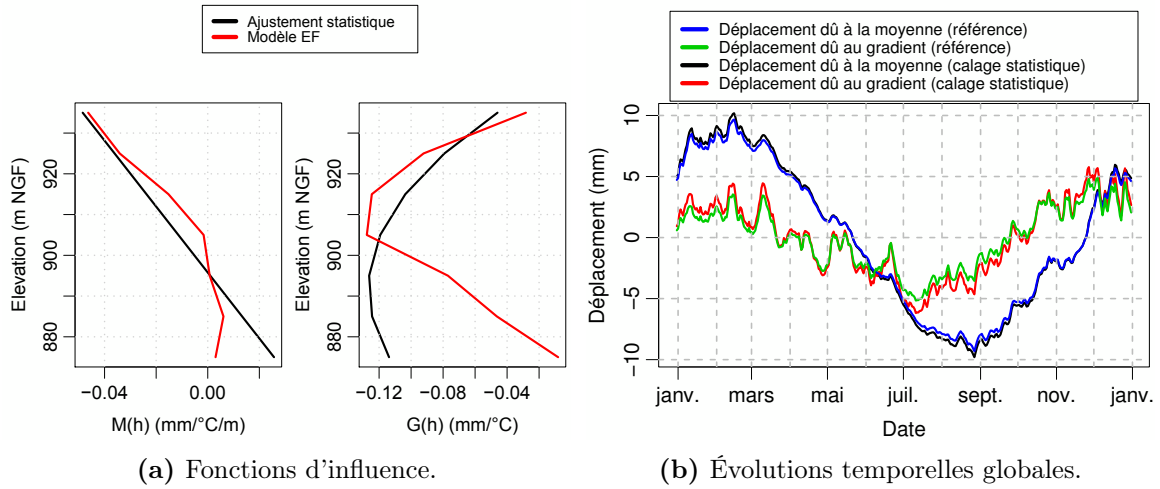 Ajustement statistique
Modèle EF
Elevation (m NGF)
920
900
880
−0.04
0.00
M(h) (mm/°C/m)
Elevation (m NGF)
920
900
880
−0.12
−0.08
−0.04
G(h) (mm/°C)
(a) Fonctions d'influence.
Déplacement dû à la moyenne (référence)
Déplacement dû au gradient (référence)
Déplacement dû à la moyenne (calage statistique)
Déplacement dû au gradient (calage statistique)
Déplacement (mm)
10
5
0
−5
−10
janv.
mars
mai
juil.
sept.
nov.
janv.
Date
(b) Évolutions temporelles globales.